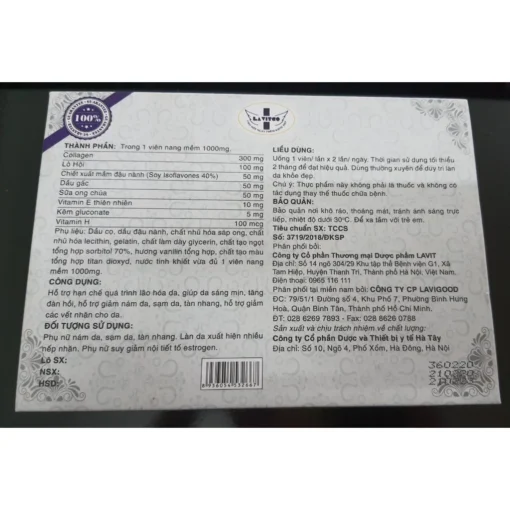 100%
LAVITGO
THÀNH PHẦN: Trong 1 viên nang mềm 1000mg.
Collagen 300 mg
Lô Hội 100 mg
Chiết xuất mầm đậu nành (Soy Isoflavones 40%) 50 mg
Dầu gấc 50 mg
Sữa ong chúa 50 mg
Vitamin E thiên nhiên 10 mg
Kẽm gluconate 5 mg
Vitamin H 100 mcg
Phụ liệu: Dầu cọ, dầu đậu nành, chất nhũ hóa sáp ong, chất
nhũ hóa lecithin, gelatin, chất làm dày glycerin, chất tạo ngọt
tổng hợp sorbitol 70%, hương vanilin tổng hợp, chất tạo màu
tổng hợp titan dioxyd, nước tinh khiết vừa đủ 1 viên nang
mềm 1000mg.
CÔNG DỤNG:
Hỗ trợ hạn chế quá trình lão hóa da, giúp da sáng mịn, tăng
đàn hồi, hỗ trợ giảm nám da, sạm da, tàn nhang, hỗ trợ giảm
các vết nhăn cho da.
ĐỐI TƯỢNG SỬ DỤNG:
Phụ nữ nám da, sạm da, tàn nhang. Làn da xuất hiện nhiều
nếp nhăn. Phụ nữ suy giảm nội tiết tố estrogen.
Lô SX:
NSX:
HSD:
LIỀU DÙNG:
Uống 1 viên/ lần x 2 lần/ ngày. Thời gian sử dụng tối thiểu
2 tháng để đạt hiệu quả. Dùng thường xuyên để duy trì làn
da khỏe đẹp.
Chú ý: Thực phẩm này không phải là thuốc và không có
tác dụng thay thế thuốc chữa bệnh.
BẢO QUẢN:
Bảo quản nơi khô ráo, thoáng mát, tránh ánh sáng trực
tiếp, nhiệt độ dưới 30°C. Để xa tầm với trẻ em.
Tiêu chuẩn SX: TCCS
Số: 3719/2018/ĐKSP
Phân phối bởi:
Công ty Cổ phần Thương mại Dược phẩm LAVIT
Địa chỉ: Số 14 ngõ 304/29 Khu tập thể Bệnh viện G1, Xã
Tam Hiệp, Huyện Thanh Trì, Thành phố Hà Nội, Việt Nam.
Điện thoại: 0965 116 111
Phân phối tại miền nam bởi: CÔNG TY CP LAVIGOOD
ĐC: 79/51/1 Đường số 4, Khu Phố 7, Phường Bình Hưng
Hoà, Quận Bình Tân, Thành phố Hồ Chí Minh.
ĐT: 028 6269 7893 - Fax: 028 8626 0786
Sản xuất và chịu trách nhiệm về chất lượng:
Công ty Cổ phần Dược và Thiết bị y tế Hà Tây
Địa chỉ: Số 10, Ngõ 4, Phố Xốm, Hà Đông, Hà Nội
360220